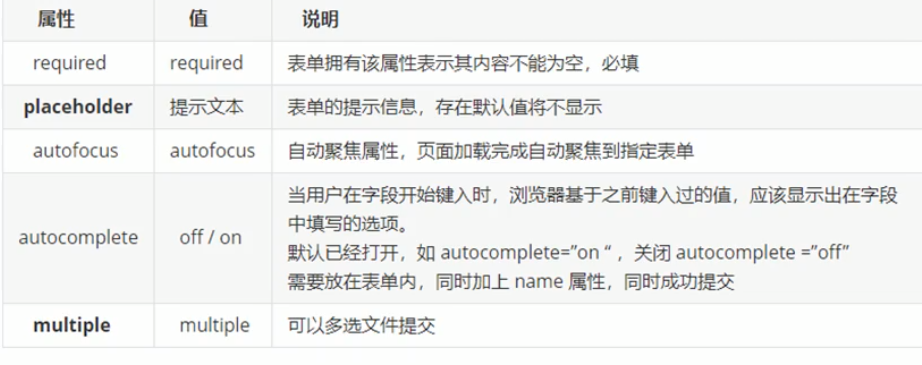 属性 值 说明
required required 表单拥有该属性表示其内容不能为空，必填
placeholder 提示文本 表单的提示信息，存在默认值将不显示
autofocus autofocus 自动聚焦属性，页面加载完成自动聚焦到指定表单
autocomplete off / on 当用户在字段开始键入时，浏览器基于之前键入过的值，应该显示出在字段
中填写的选项。
默认已经打开，如 autocomplete=”on “ ，关闭 autocomplete =”off”
需要放在表单内，同时加上 name 属性，同时成功提交
multiple multiple 可以多选文件提交